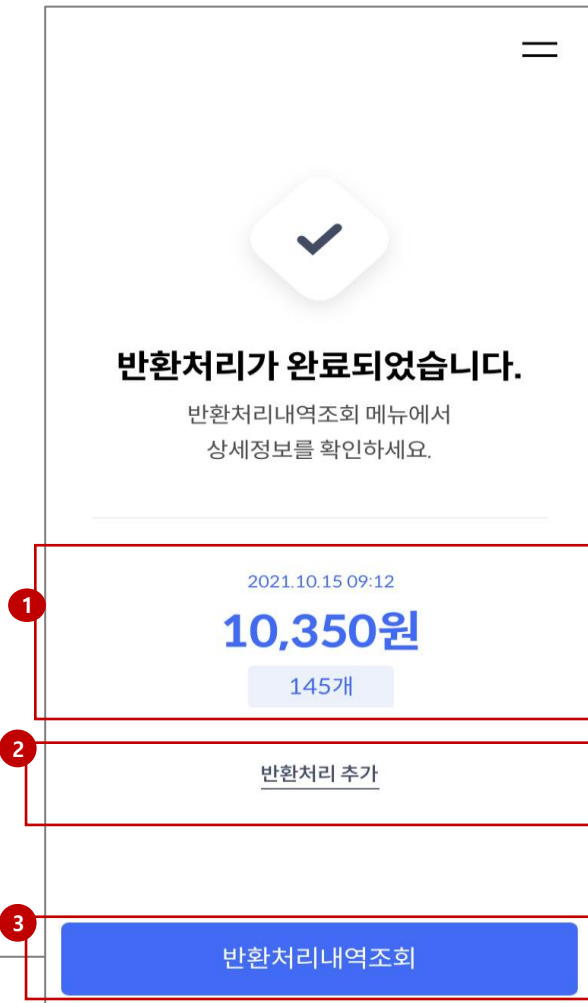 반환처리가 완료되었습니다.
반환처리내역조회 메뉴에서
상세정보를 확인하세요.
1
2021.10.15 09:12
10,350원
145개
2
반환처리 추가
3
반환처리내역조회